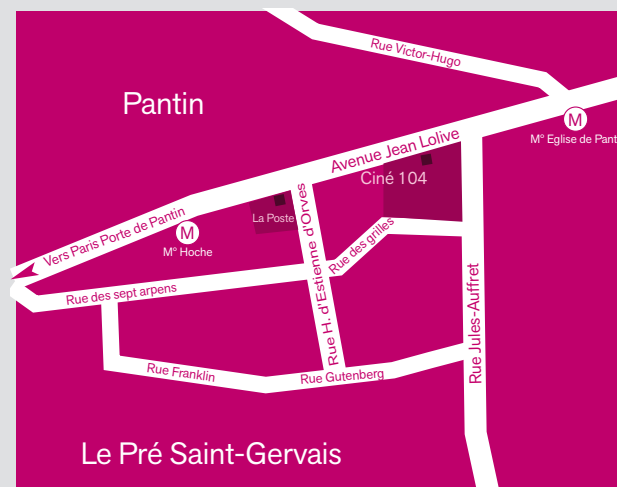 Rue Victor-Hugo
Pantin
M
M° Eglise de Pant
Avenue Jean Lolive
Ciné 104
La Poste
Rue H. d'Estienne d'Orves
Rue des grilles
Vers Paris Porte de Pantin
M
M° Hoche
Rue des sept arpens
Rue Jules-Auffret
Rue Franklin
Rue Gutenberg
Le Pré Saint-Gervais